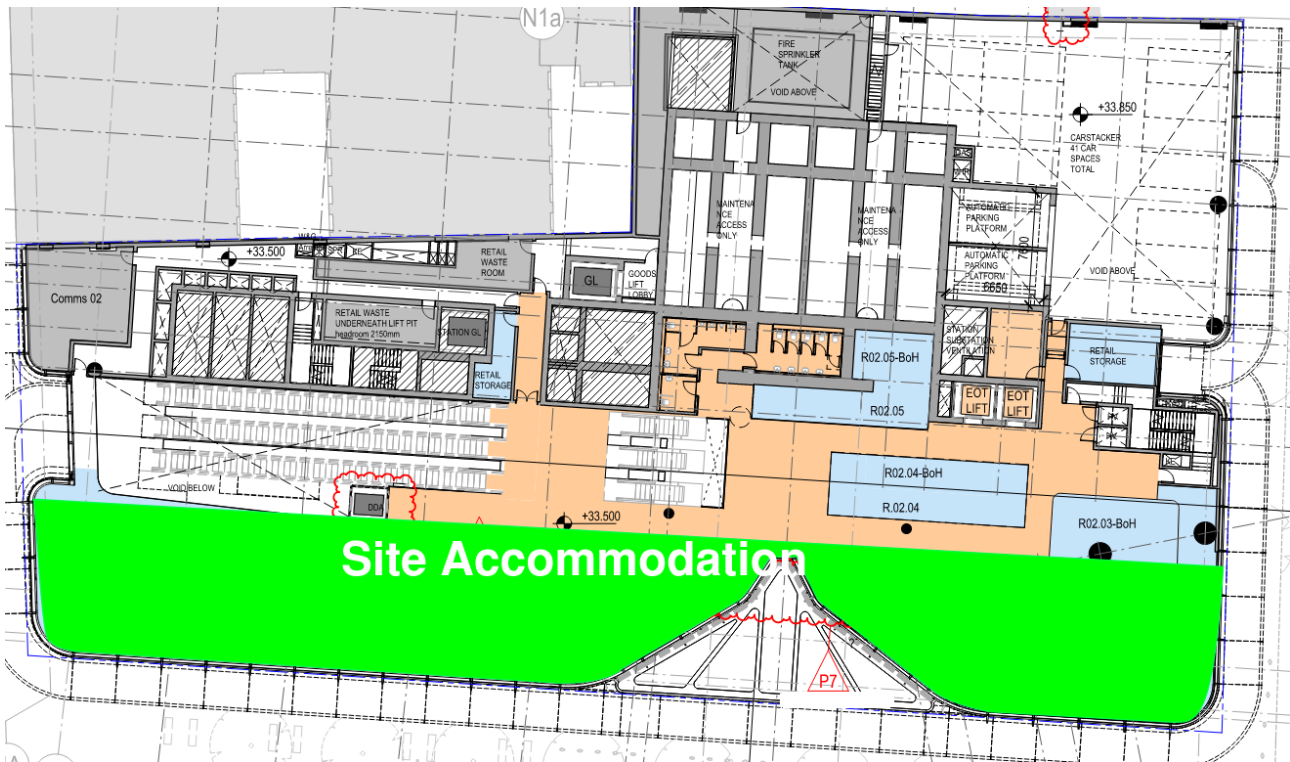 N1a
FIRE
SPRINKLER
TANK
VOID ABOVE
+33.850
CARSTACKER
41 CAR
SPACES
TOTAL
MAINTENA
NCE
ACCESS
ONLY
MAINTENA
NCE
ACCESS
ONLY
AUTOMATIC
PARKING
PLATFORM
AUTOMATIC
PARKING
PLATFORM
7600
6650
VOID ABOVE
+33.500
RETAIL
WASTE
ROOM
GL
GOODS
LIFT
LOBBY
Comms 02
RETAIL WASTE
UNDERNEATH LIFT PIT
headroom 2150mm
STATION GL
STATION
SUBSTATION
VENTILATION
RETAIL
STORAGE
R02.05-BoH
RETAIL
STORAGE
R02.05
EOT
LIFT
EOT
LIFT
R02.04-BoH
VOID BELOW
DDA
R.02.04
+33.500
R02.03-BoH
Site Accommodation
P7